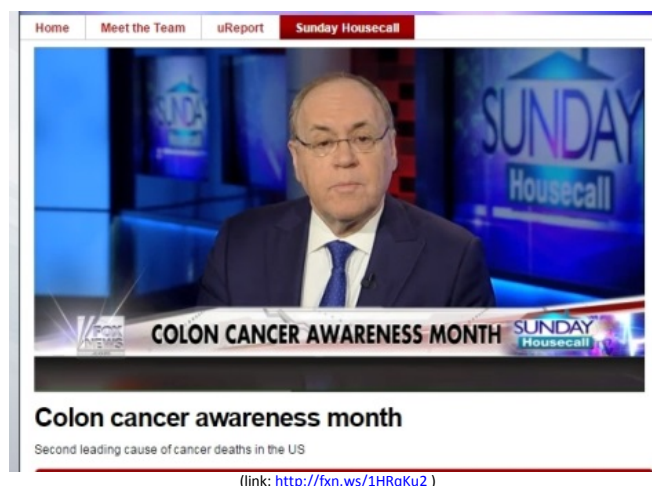 Home Meet the Team uReport Sunday Housecall
SUNDAY
SUNDAY
Housecall
FOX
NEWS
COLON CANCER AWARENESS MONTH
SUNDAY
Housecall
Colon cancer awareness month
Second leading cause of cancer deaths in the US
(link: http://fxn.ws/1HRqKu2 )